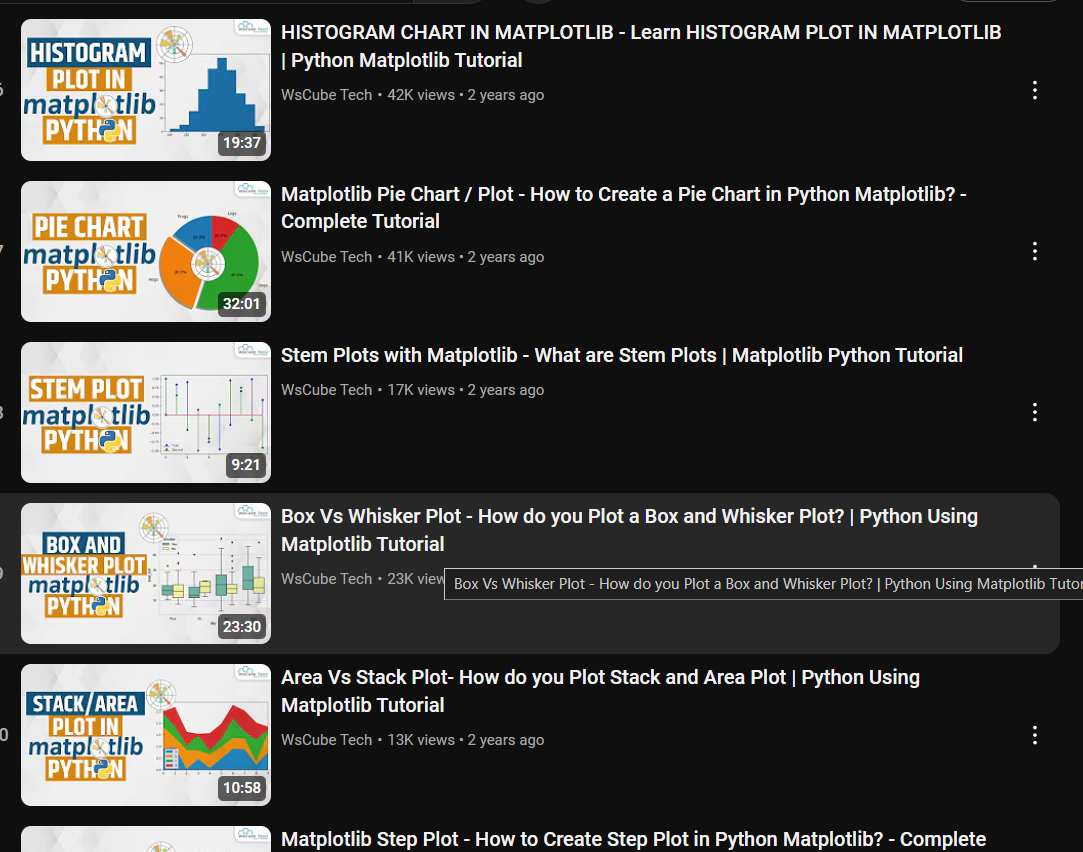 HISTOGRAM
PLOT IN
matplotlib
PYTHON
19:37
HISTOGRAM CHART IN MATPLOTLIB - Learn HISTOGRAM PLOT IN MATPLOTLIB
| Python Matplotlib Tutorial
WsCube Tech • 42K views • 2 years ago
PIE CHART
matplotlib
PYTHON
32:01
Matplotlib Pie Chart / Plot - How to Create a Pie Chart in Python Matplotlib? -
Complete Tutorial
WsCube Tech • 41K views • 2 years ago
STEM PLOT
matplotlib
PYTHON
9:21
Stem Plots with Matplotlib - What are Stem Plots | Matplotlib Python Tutorial
WsCube Tech • 17K views • 2 years ago
BOX AND
WHISKER PLOT
matplotlib
PYTHON
23:30
Box Vs Whisker Plot - How do you Plot a Box and Whisker Plot? | Python Using
Matplotlib Tutorial
WsCube Tech • 23K view
Box Vs Whisker Plot - How do you Plot a Box and Whisker Plot? | Python Using Matplotlib Tutor
STACK/AREA
PLOT IN
matplotlib
PYTHON
10:58
Area Vs Stack Plot- How do you Plot Stack and Area Plot | Python Using
Matplotlib Tutorial
WsCube Tech • 13K views • 2 years ago
Matplotlib Step Plot - How to Create Step Plot in Python Matplotlib? - Complete